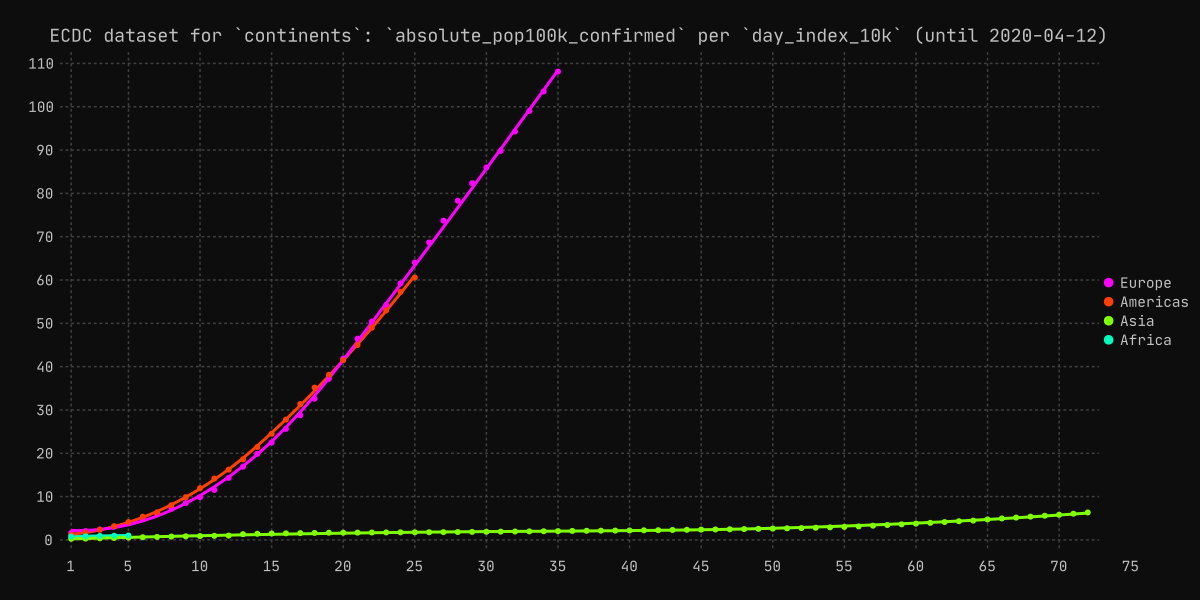 ECDC dataset for `continents`: `absolute_pop100k_confirmed` per `day_index_10k` (until 2020-04-12)
110
100
90
80
70
60
50
40
30
20
10
0
1 5 10 15 20 25 30 35 40 45 50 55 60 65 70 75
Europe
Americas
Asia
Africa